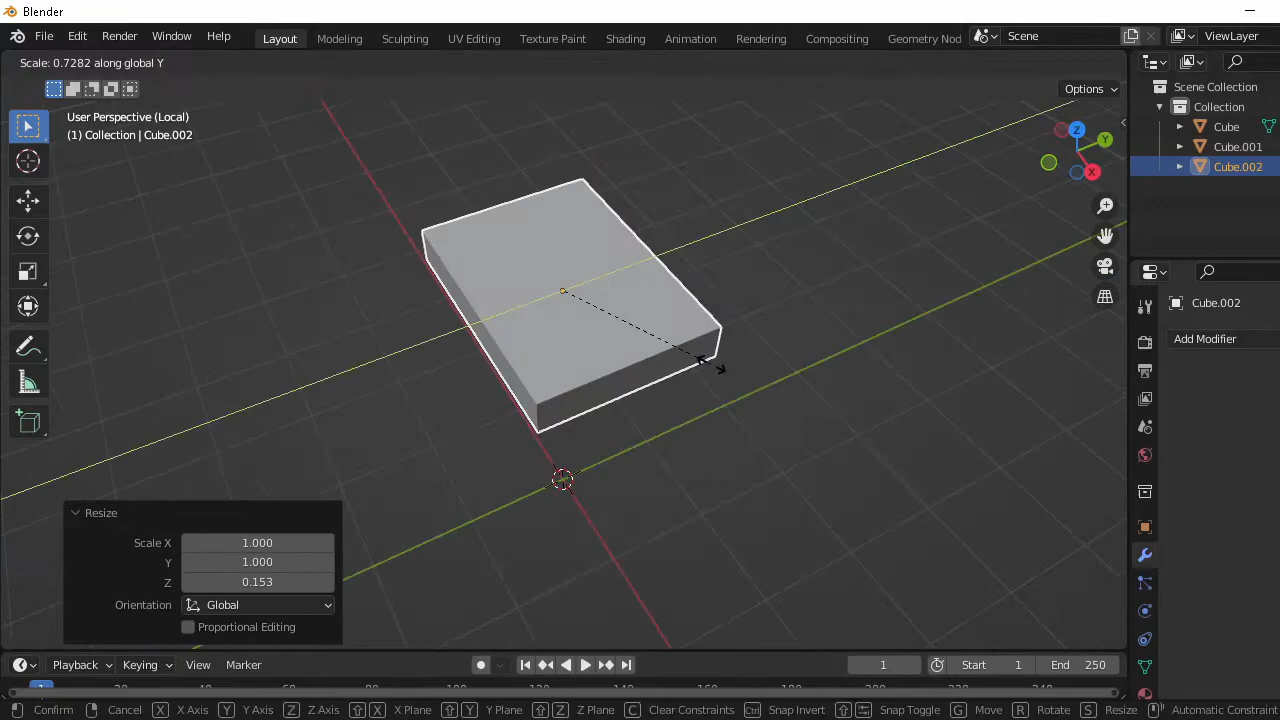 Blender
File Edit Render Window Help Layout Modeling Sculpting UV Editing Texture Paint Shading Animation Rendering Compositing Geometry Nod Scene ViewLayer
Scale: 0.7282 along global Y
Options
User Perspective (Local)
(1) Collection | Cube.002
Scene Collection
Collection
Cube
Cube.001
Cube.002
Z
Y
X
Cube.002
Add Modifier
Resize
Scale X 1.000
Y 1.000
Z 0.153
Orientation Global
Proportional Editing
Playback Keying View Marker 1 Start 1 End 250
Confirm Cancel X X Axis Y Y Axis Z Z Axis X X Plane Y Y Plane Z Z Plane C Clear Constraints Ctrl Snap Invert Snap Toggle G Move R Rotate S Resize Automatic Constraint